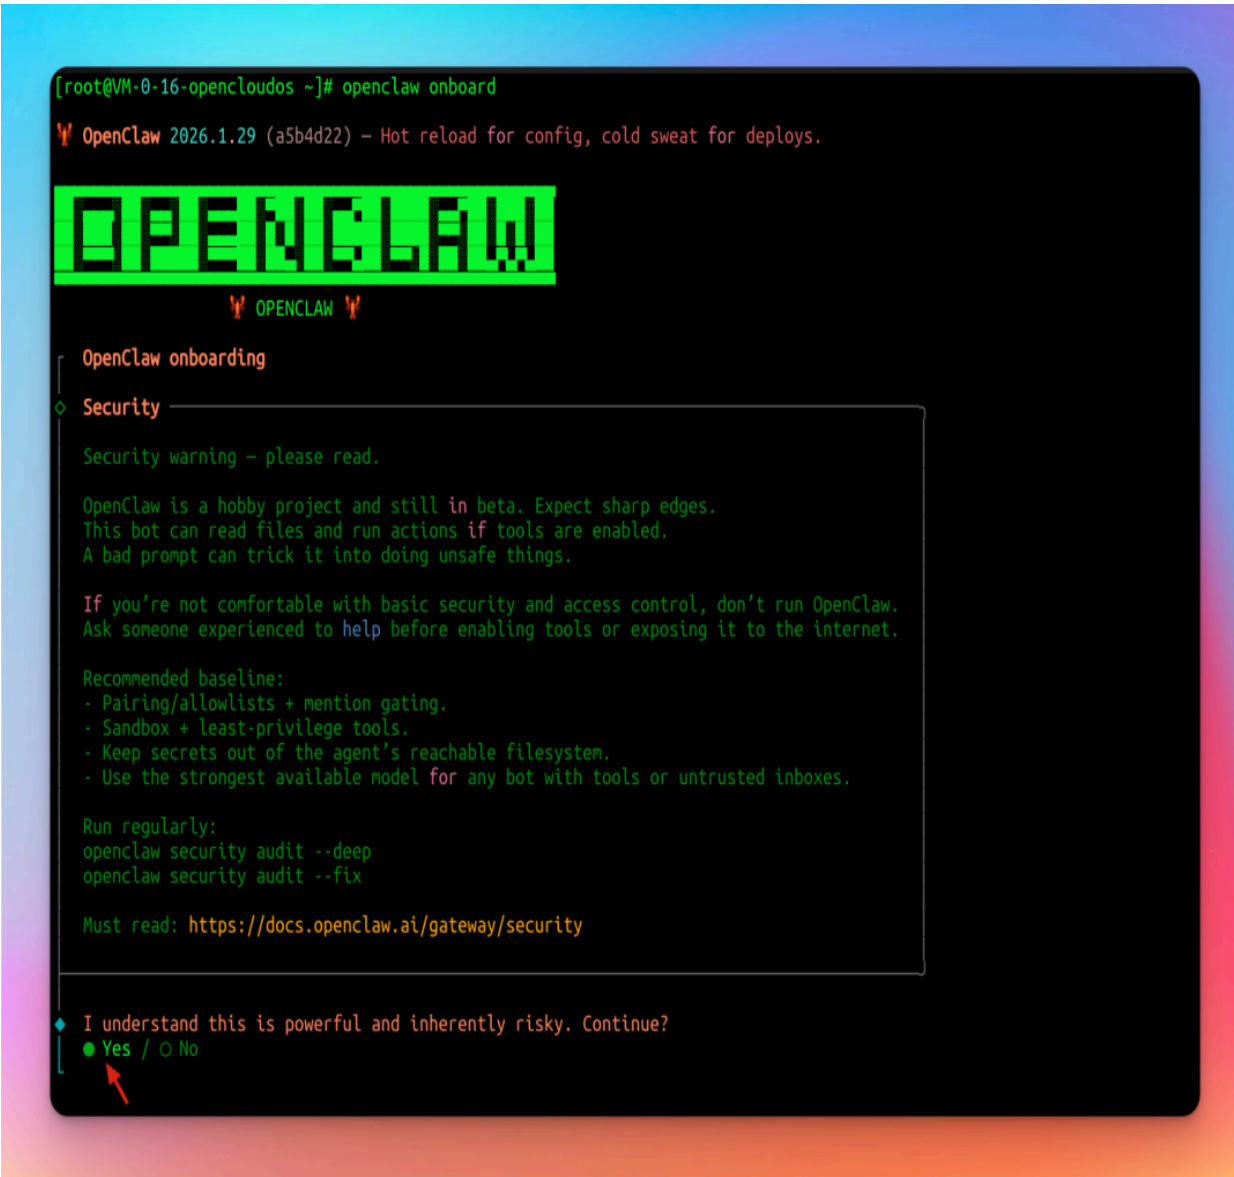 [root@VM-0-16-opencloudos ~]# openclaw onboard
🦞 OpenClaw 2026.1.29 (a5b4d22) — Hot reload for config, cold sweat for deploys.
OPENCLAW
🦞 OPENCLAW 🦞
OpenClaw onboarding
Security
Security warning — please read.
OpenClaw is a hobby project and still in beta. Expect sharp edges.
This bot can read files and run actions if tools are enabled.
A bad prompt can trick it into doing unsafe things.
If you’re not comfortable with basic security and access control, don’t run OpenClaw.
Ask someone experienced to help before enabling tools or exposing it to the internet.
Recommended baseline:
- Pairing/allowlists + mention gating.
- Sandbox + least-privilege tools.
- Keep secrets out of the agent’s reachable filesystem.
- Use the strongest available model for any bot with tools or untrusted inboxes.
Run regularly:
openclaw security audit --deep
openclaw security audit --fix
Must read: https://docs.openclaw.ai/gateway/security
I understand this is powerful and inherently risky. Continue?
● Yes / ○ No